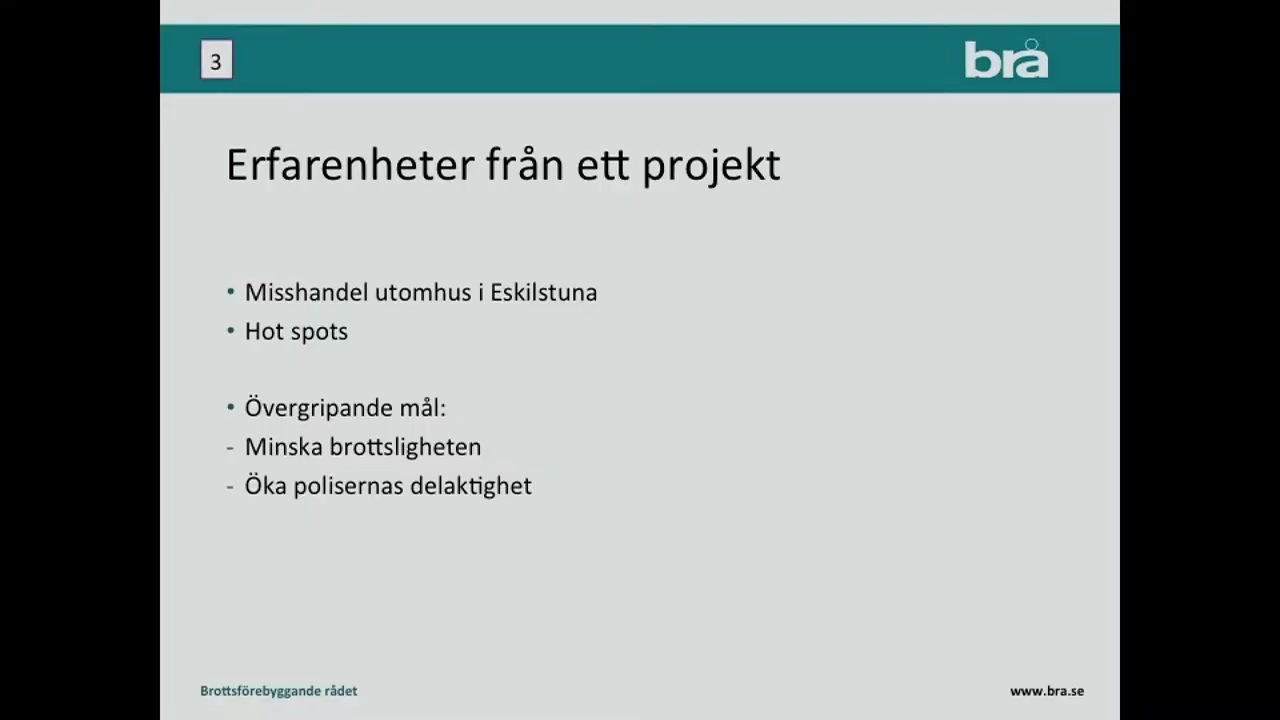 3
brå
Erfarenheter från ett projekt
• Misshandel utomhus i Eskilstuna
• Hot spots
• Övergripande mål:
- Minska brottsligheten
- Öka polisernas delaktighet
Brottsförebyggande rådet
www.bra.se